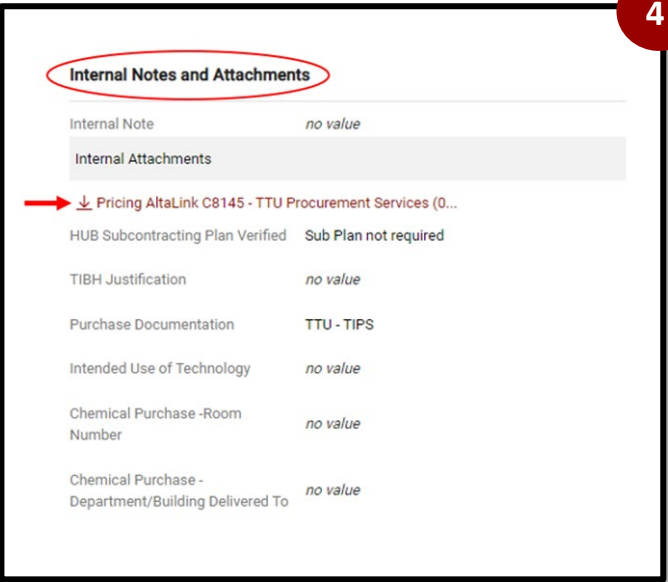 4
Internal Notes and Attachments
Internal Note no value
Internal Attachments
Pricing AltaLink C8145 - TTU Procurement Services (0...
HUB Subcontracting Plan Verified Sub Plan not required
TIBH Justification no value
Purchase Documentation TTU - TIPS
Intended Use of Technology no value
Chemical Purchase -Room
Number no value
Chemical Purchase -
Department/Building Delivered To no value